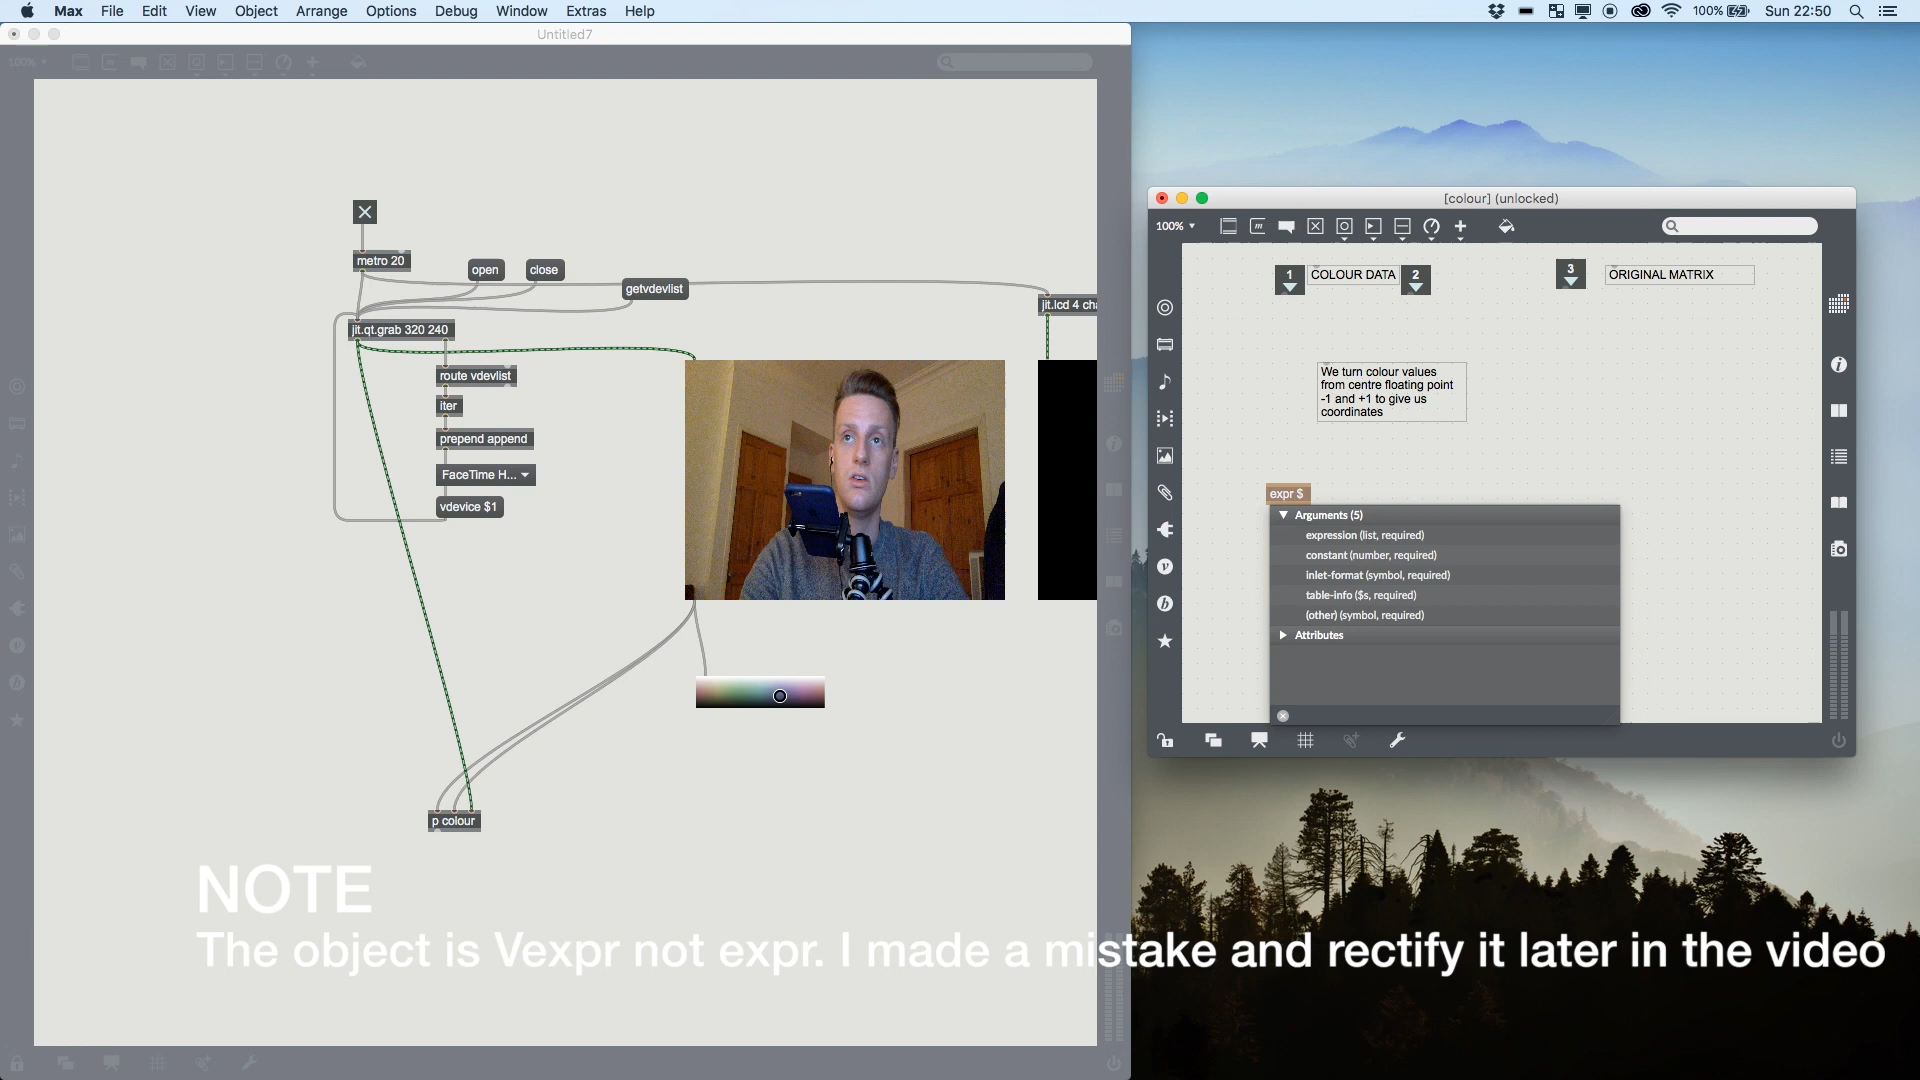 Max File Edit View Object Arrange Options Debug Window Extras Help
100% Sun 22:50
Untitled7
100%
metro 20
open
close
getvdevlist
jit.lcd 4 cha
jit.qt.grab 320 240
route vdevlist
iter
prepend append
FaceTime H...
vdevice $1
p colour
[colour] (unlocked)
100%
1 COLOUR DATA 2
3 ORIGINAL MATRIX
We turn colour values
from centre floating point
-1 and +1 to give us
coordinates
expr $
Arguments (5)
expression (list, required)
constant (number, required)
inlet-format (symbol, required)
table-info ($s, required)
(other) (symbol, required)
Attributes
NOTE
The object is Vexpr not expr. I made a mistake and rectify it later in the video